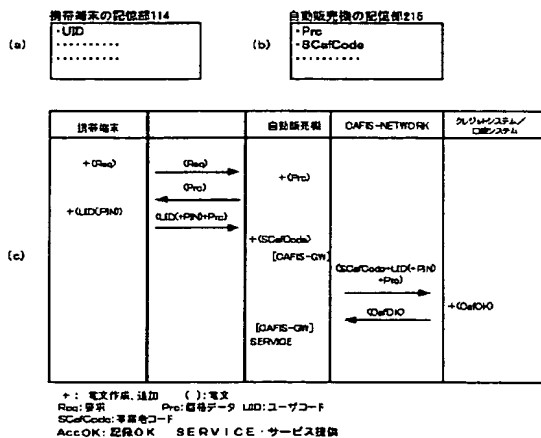 携帯端末の記憶部114
自動販売機の記憶部215
(a)
・UID
・・・・・・・・・
・・・・・・・・・
(b)
・Prc
・SCafCode
・・・・・・・・・
携帯端末
自動販売機
CAFIS-NETWORK
クレジットシステム/
口座システム
+(Req)
(Req)
(Prc)
+(Prc)
+(UID(PIN))
(UID(+PIN)+Prc)
+(SCafCode)
(c)
[CAFIS-GW]
(SCafCode+UID(+PIN)
+Prc)
+(CafOK)
(CafOK)
[CAFIS-GW]
SERVICE
+: 電文作成、追加 (): 電文
Req:要求 Prc:価格データ UID:ユーザコード
SCafCode:事業者コード
AccOK:記録OK SERVICE・サービス提供